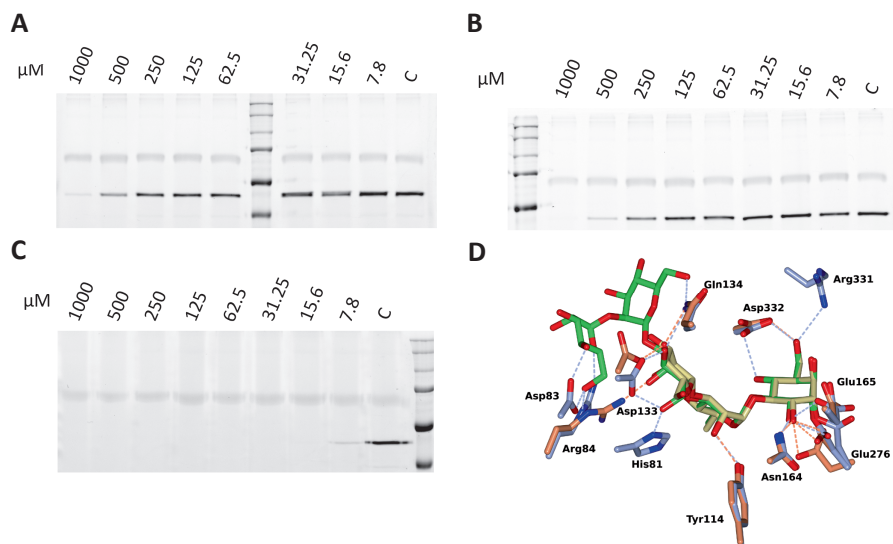 A
μM 1000 500 250 125 62.5 31.25 15.6 7.8 C
B
μM 1000 500 250 125 62.5 31.25 15.6 7.8 C
C
μM 1000 500 250 125 62.5 31.25 15.6 7.8 C
D
Arg331
Gln134
Asp332
Asp83
Asp133
Glu165
Arg84
His81
Glu276
Asn164
Tyr114